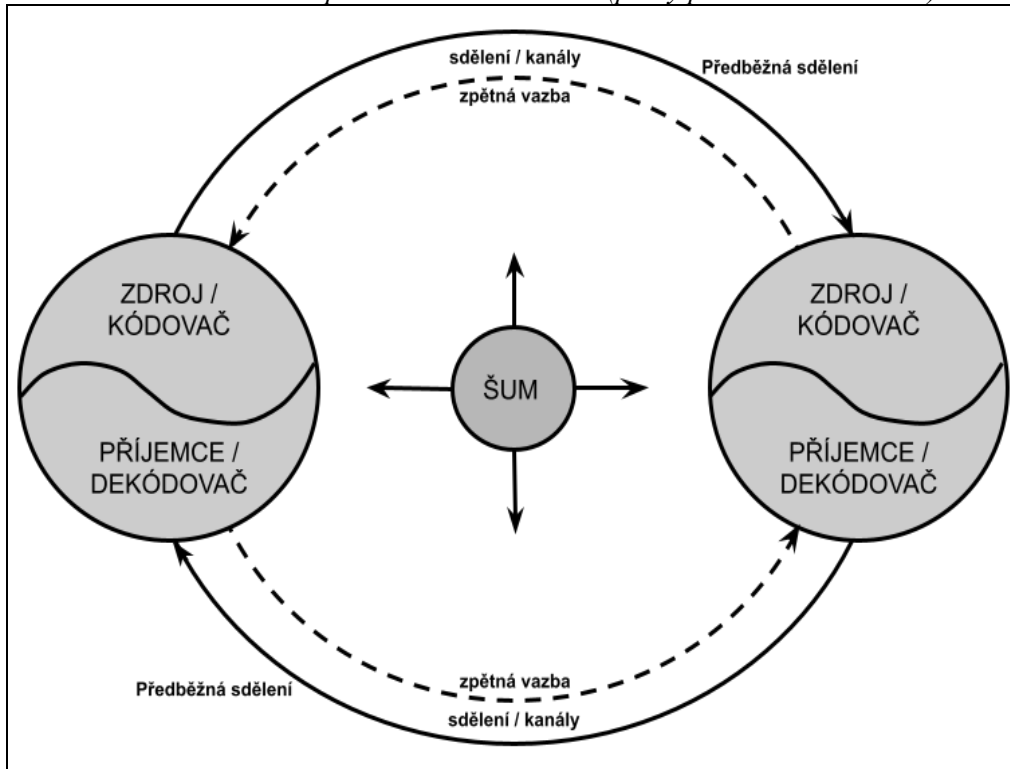 sdělení / kanály
Předběžná sdělení
zpětná vazba
ZDROJ /
KÓDOVAČ
PŘÍJEMCE /
DEKÓDOVAČ
ŠUM
ZDROJ /
KÓDOVAČ
PŘÍJEMCE /
DEKÓDOVAČ
zpětná vazba
Předběžná sdělení
sdělení / kanály